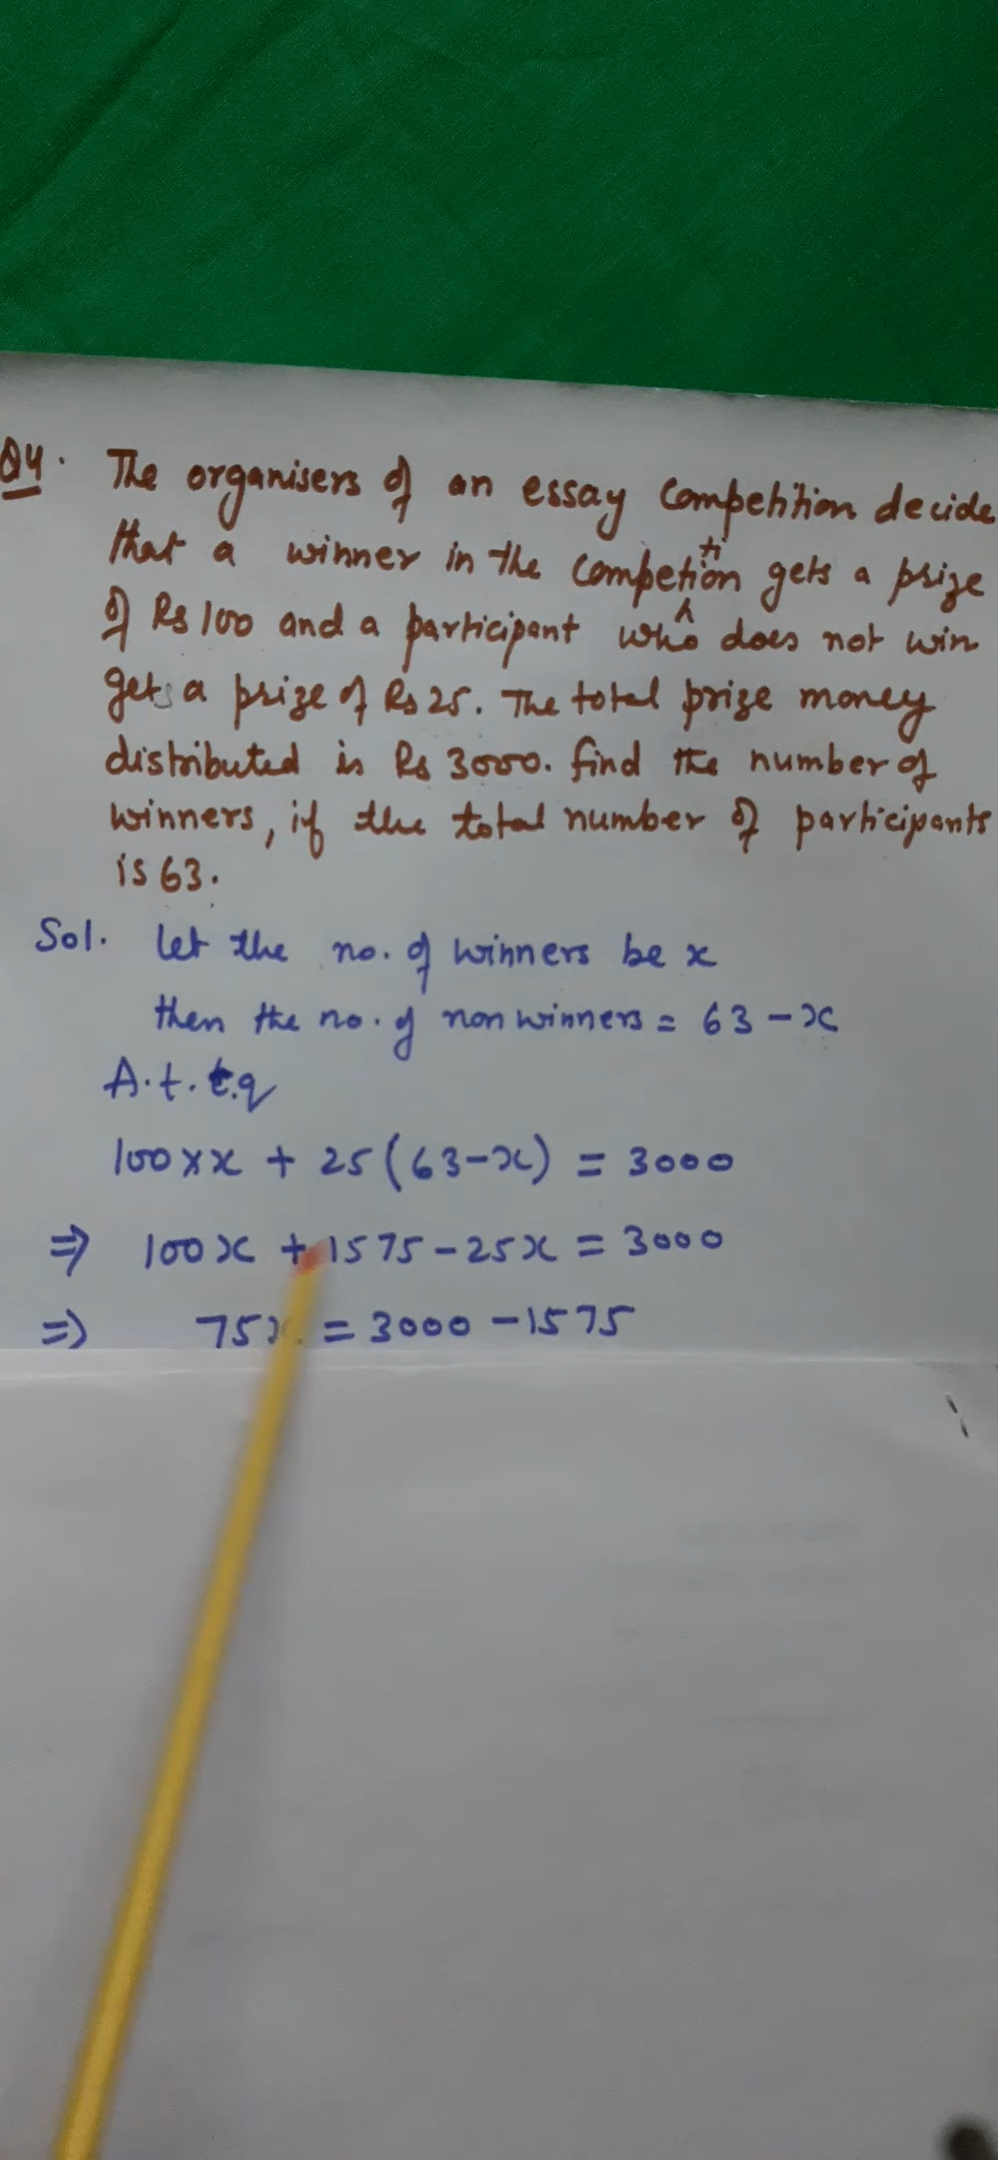 Q4. The organisers of an essay competition decide
that a winner in the competition gets a prize
of Rs 100 and a participant who does not win
gets a prize of Rs 25. The total prize money
distributed is Rs 3000. find the number of
winners, if the total number of participants
is 63.
Sol. let the no. of winners be x
then the no. of non winners = 63 - x
A.t.t.q
100 × x + 25 (63 - x) = 3000
⇒ 100x + 1575 - 25x = 3000
⇒ 75x = 3000 - 1575